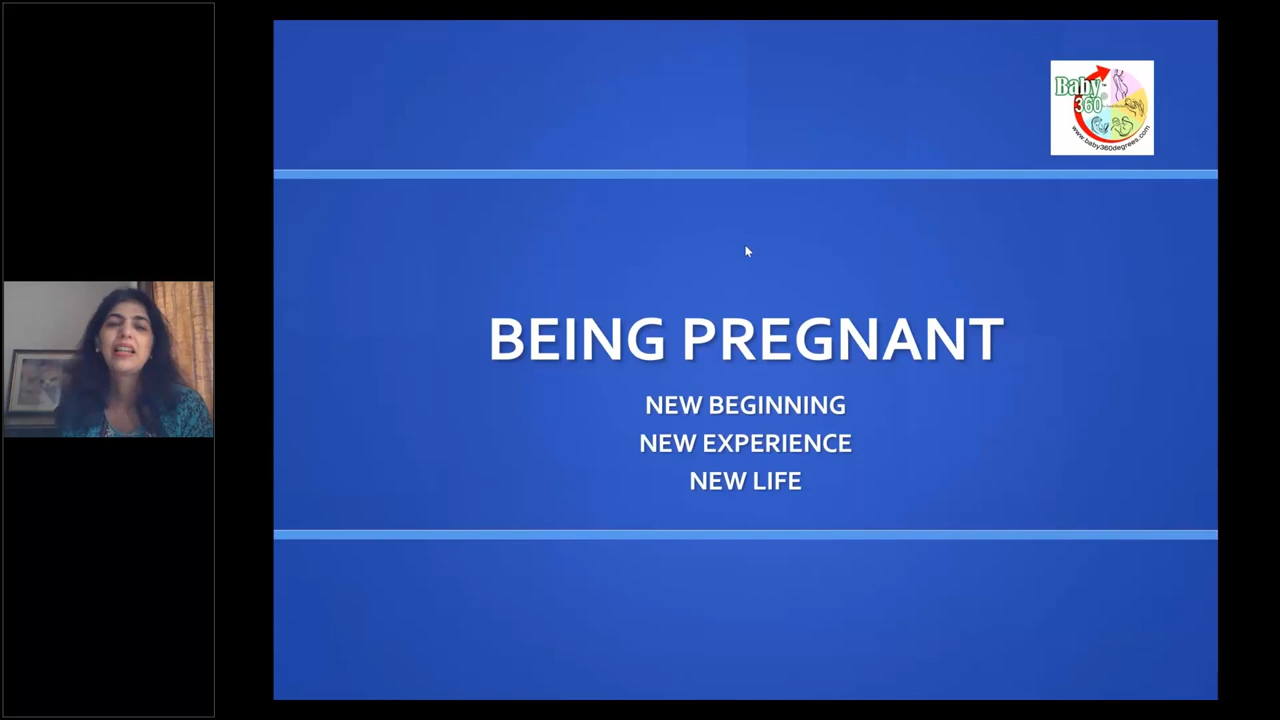 Baby
360
www.baby360degrees.com
BEING PREGNANT
NEW BEGINNING
NEW EXPERIENCE
NEW LIFE